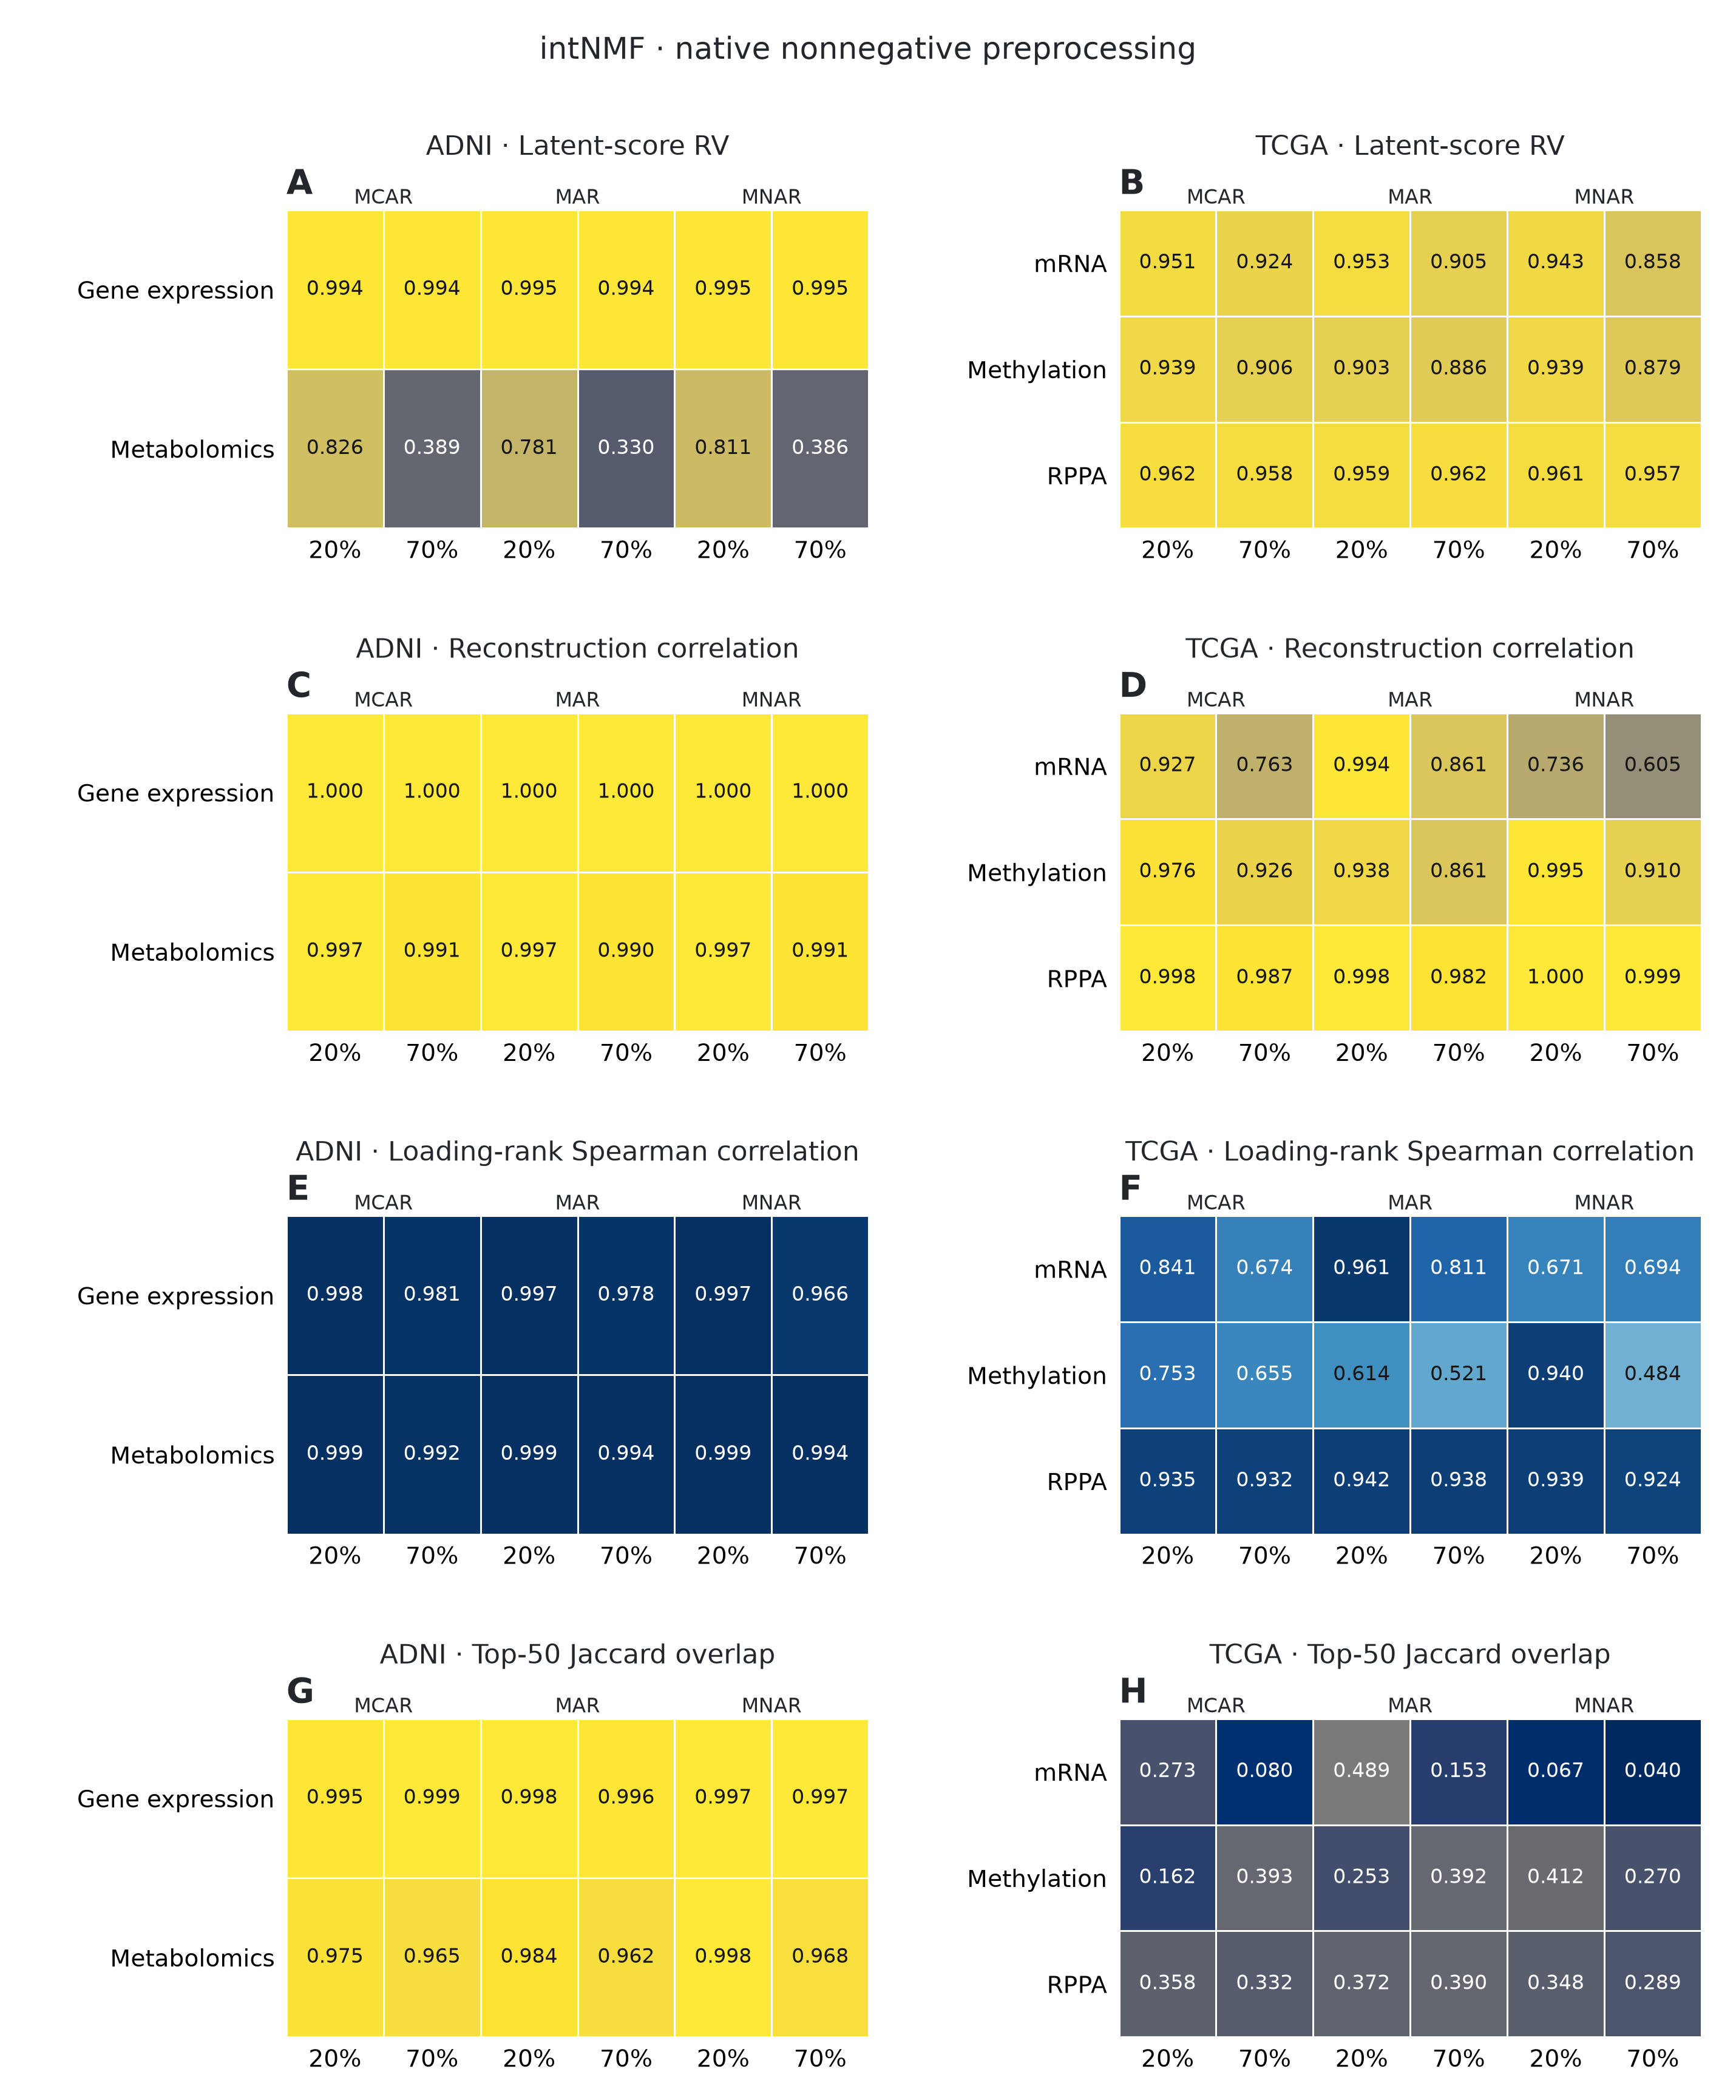 intNMF · native nonnegative preprocessing
ADNI · Latent-score RV
A
MCAR MAR MNAR
Gene expression 0.994 0.994 0.995 0.994 0.995 0.995
Metabolomics 0.826 0.389 0.781 0.330 0.811 0.386
20% 70% 20% 70% 20% 70%
TCGA · Latent-score RV
B
MCAR MAR MNAR
mRNA 0.951 0.924 0.953 0.905 0.943 0.858
Methylation 0.939 0.906 0.903 0.886 0.939 0.879
RPPA 0.962 0.958 0.959 0.962 0.961 0.957
20% 70% 20% 70% 20% 70%
ADNI · Reconstruction correlation
C
MCAR MAR MNAR
Gene expression 1.000 1.000 1.000 1.000 1.000 1.000
Metabolomics 0.997 0.991 0.997 0.990 0.997 0.991
20% 70% 20% 70% 20% 70%
TCGA · Reconstruction correlation
D
MCAR MAR MNAR
mRNA 0.927 0.763 0.994 0.861 0.736 0.605
Methylation 0.976 0.926 0.938 0.861 0.995 0.910
RPPA 0.998 0.987 0.998 0.982 1.000 0.999
20% 70% 20% 70% 20% 70%
ADNI · Loading-rank Spearman correlation
E
MCAR MAR MNAR
Gene expression 0.998 0.981 0.997 0.978 0.997 0.966
Metabolomics 0.999 0.992 0.999 0.994 0.999 0.994
20% 70% 20% 70% 20% 70%
TCGA · Loading-rank Spearman correlation
F
MCAR MAR MNAR
mRNA 0.841 0.674 0.961 0.811 0.671 0.694
Methylation 0.753 0.655 0.614 0.521 0.940 0.484
RPPA 0.935 0.932 0.942 0.938 0.939 0.924
20% 70% 20% 70% 20% 70%
ADNI · Top-50 Jaccard overlap
G
MCAR MAR MNAR
Gene expression 0.995 0.999 0.998 0.996 0.997 0.997
Metabolomics 0.975 0.965 0.984 0.962 0.998 0.968
20% 70% 20% 70% 20% 70%
TCGA · Top-50 Jaccard overlap
H
MCAR MAR MNAR
mRNA 0.273 0.080 0.489 0.153 0.067 0.040
Methylation 0.162 0.393 0.253 0.392 0.412 0.270
RPPA 0.358 0.332 0.372 0.390 0.348 0.289
20% 70% 20% 70% 20% 70%